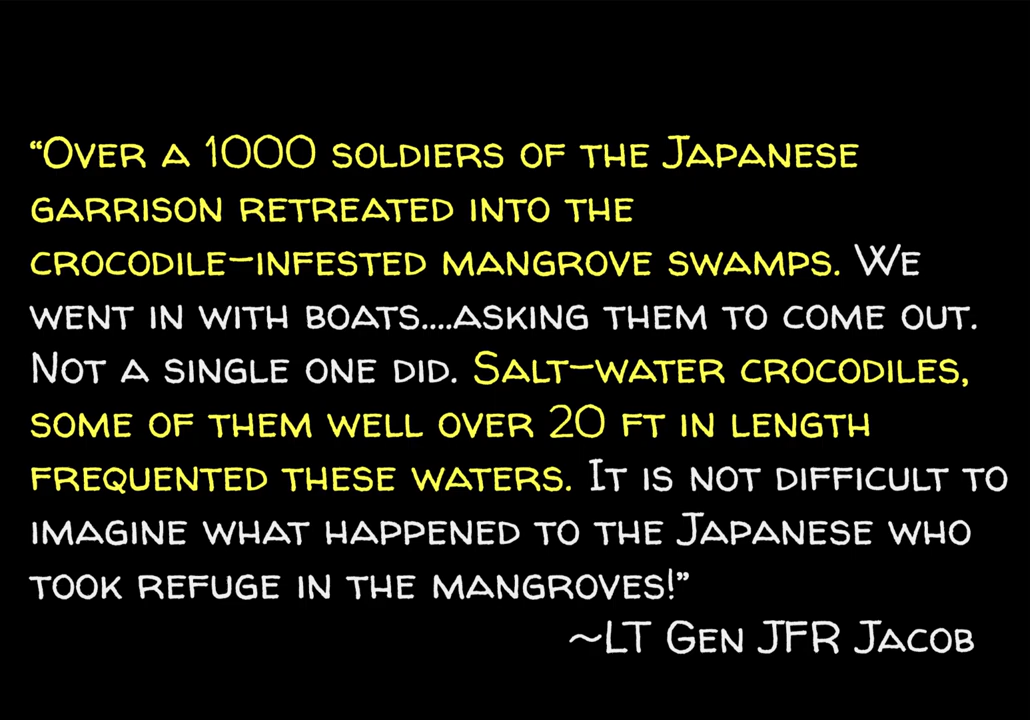 “Over a 1000 soldiers of the Japanese
garrison retreated into the
crocodile-infested mangrove swamps. We
went in with boats....asking them to come out.
Not a single one did. Salt-water crocodiles,
some of them well over 20 ft in length
frequented these waters. It is not difficult to
imagine what happened to the Japanese who
took refuge in the mangroves!”
~LT Gen JFR Jacob